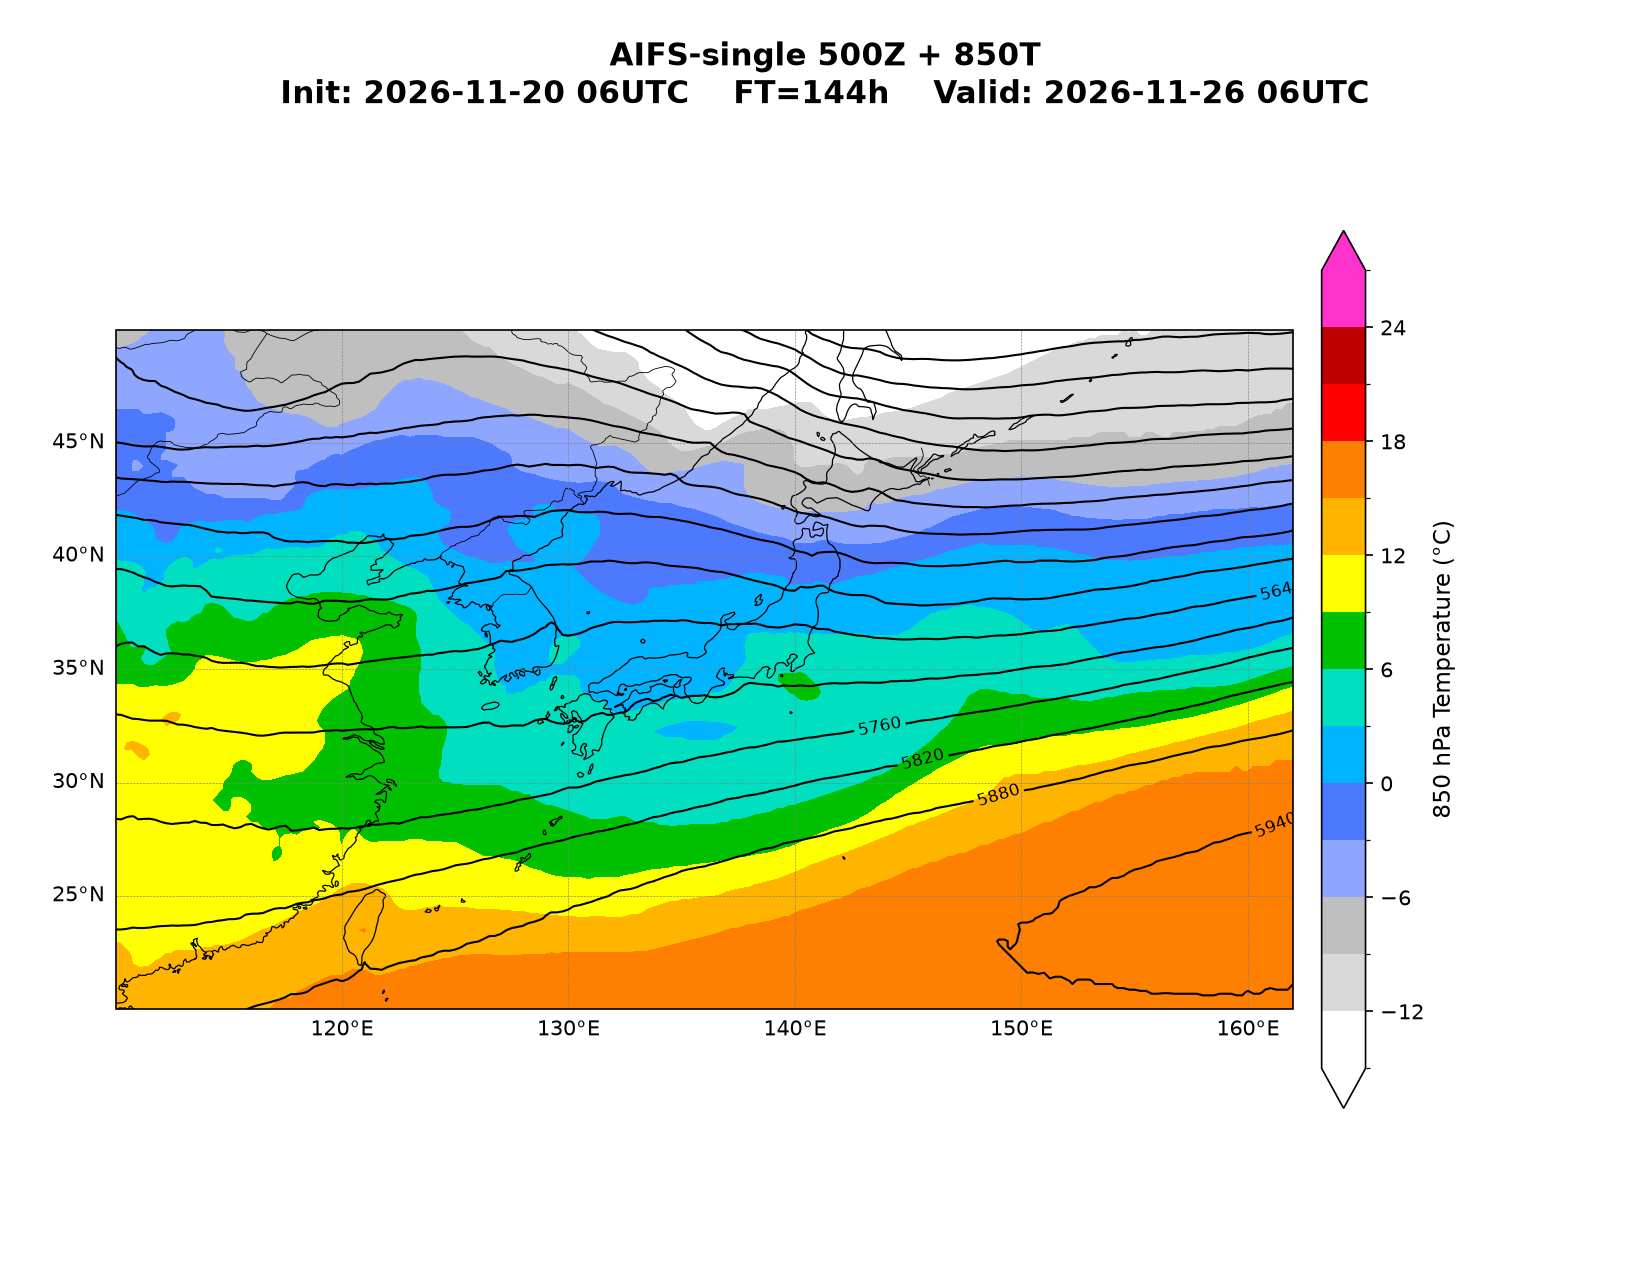 AIFS-single 500Z + 850T
Init: 2026-11-20 06UTC    FT=144h    Valid: 2026-11-26 06UTC
24
18
12
6
0
−6
−12
850 hPa Temperature (°C)
45°N
40°N
35°N
30°N
25°N
564
5760
5820
5880
5940
120°E
130°E
140°E
150°E
160°E